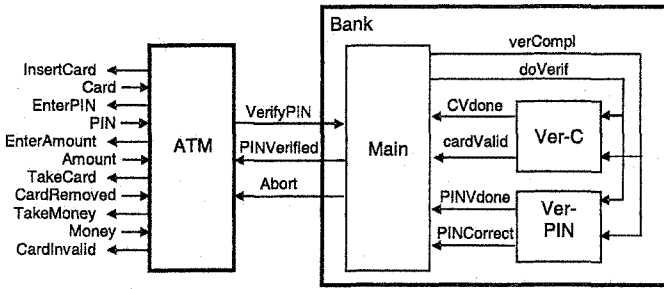 Bank
verCompl
doVerif
InsertCard
Card
EnterPIN
PIN
EnterAmount
Amount
TakeCard
CardRemoved
TakeMoney
Money
CardInvalid
ATM
VerifyPIN
PINVerified
Abort
Main
CVdone
cardValid
Ver-C
PINVdone
PINCorrect
Ver-
PIN